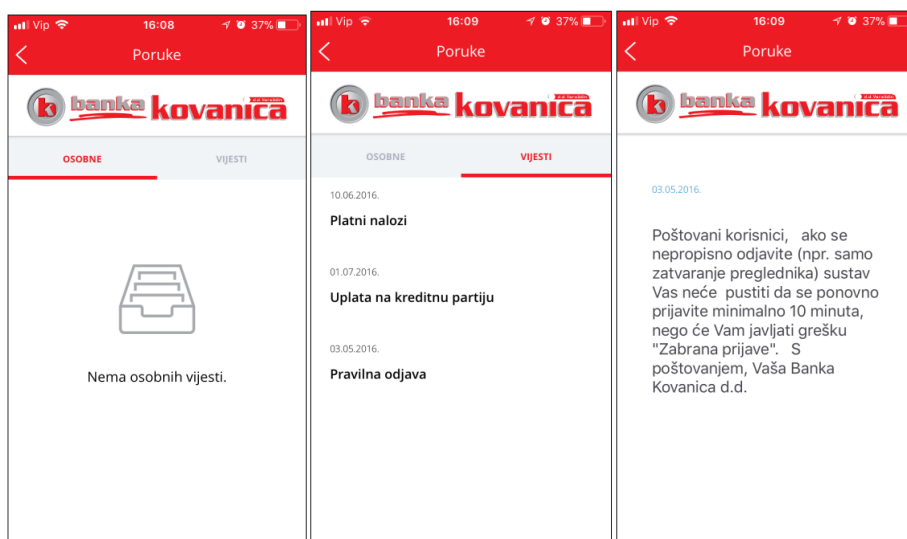 Vip 16:08 37%
Poruke
banka kovanica
OSOBNE VIJESTI
Nema osobnih vijesti.
Vip 16:09 37%
Poruke
banka kovanica
OSOBNE VIJESTI
10.06.2016.
Platni nalozi
01.07.2016.
Uplata na kreditnu partiju
03.05.2016.
Pravilna odjava
Vip 16:09 37%
Poruke
banka kovanica
03.05.2016.
Poštovani korisnici, ako se
nepropisno odjavite (npr. samo
zatvaranje preglednika) sustav
Vas neće pustiti da se ponovno
prijavite minimalno 10 minuta,
nego će Vam javljati grešku
"Zabrana prijave". S
poštovanjem, Vaša Banka
Kovanica d.d.